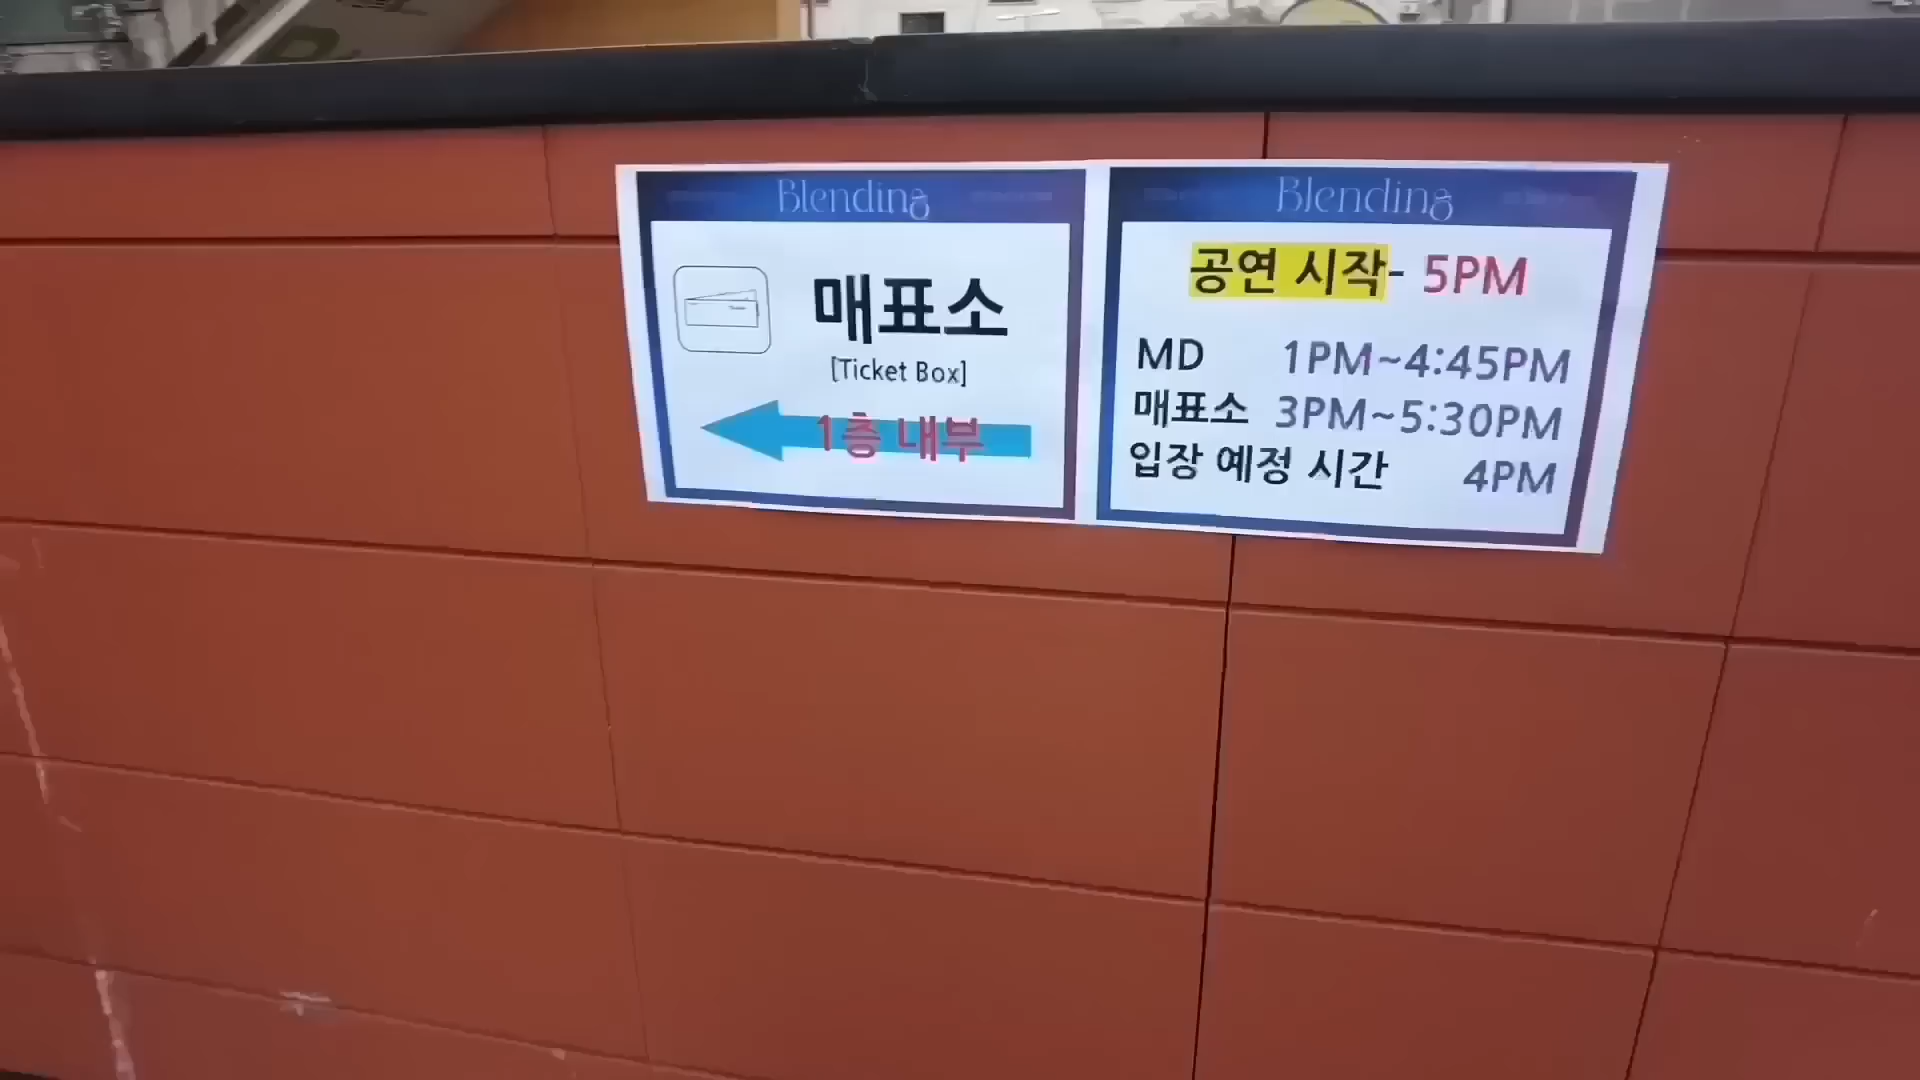 Blending
매표소
[Ticket Box]
1층 내부
Blending
공연 시작- 5PM
MD 1PM~4:45PM
매표소 3PM~5:30PM
입장 예정 시간 4PM